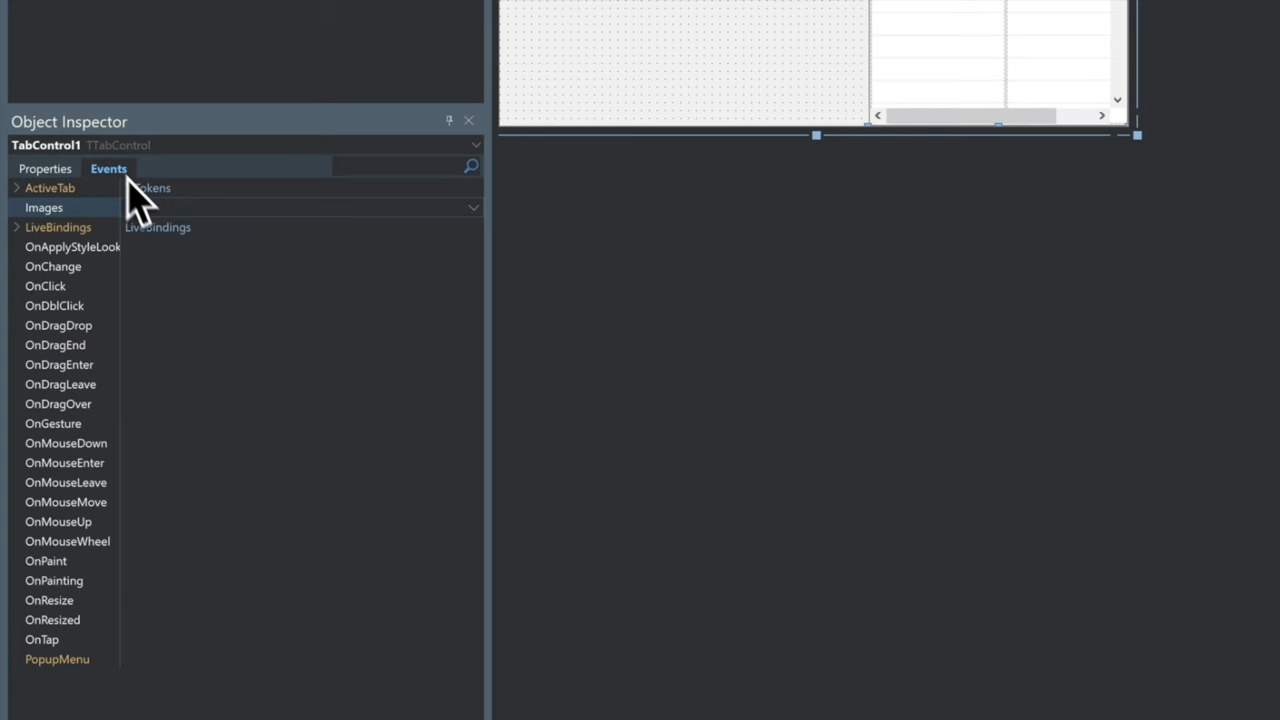 Object Inspector
TabControl1 TTabControl
Properties Events
ActiveTab okens
Images
LiveBindings LiveBindings
OnApplyStyleLook
OnChange
OnClick
OnDblClick
OnDragDrop
OnDragEnd
OnDragEnter
OnDragLeave
OnDragOver
OnGesture
OnMouseDown
OnMouseEnter
OnMouseLeave
OnMouseMove
OnMouseUp
OnMouseWheel
OnPaint
OnPainting
OnResize
OnResized
OnTap
PopupMenu